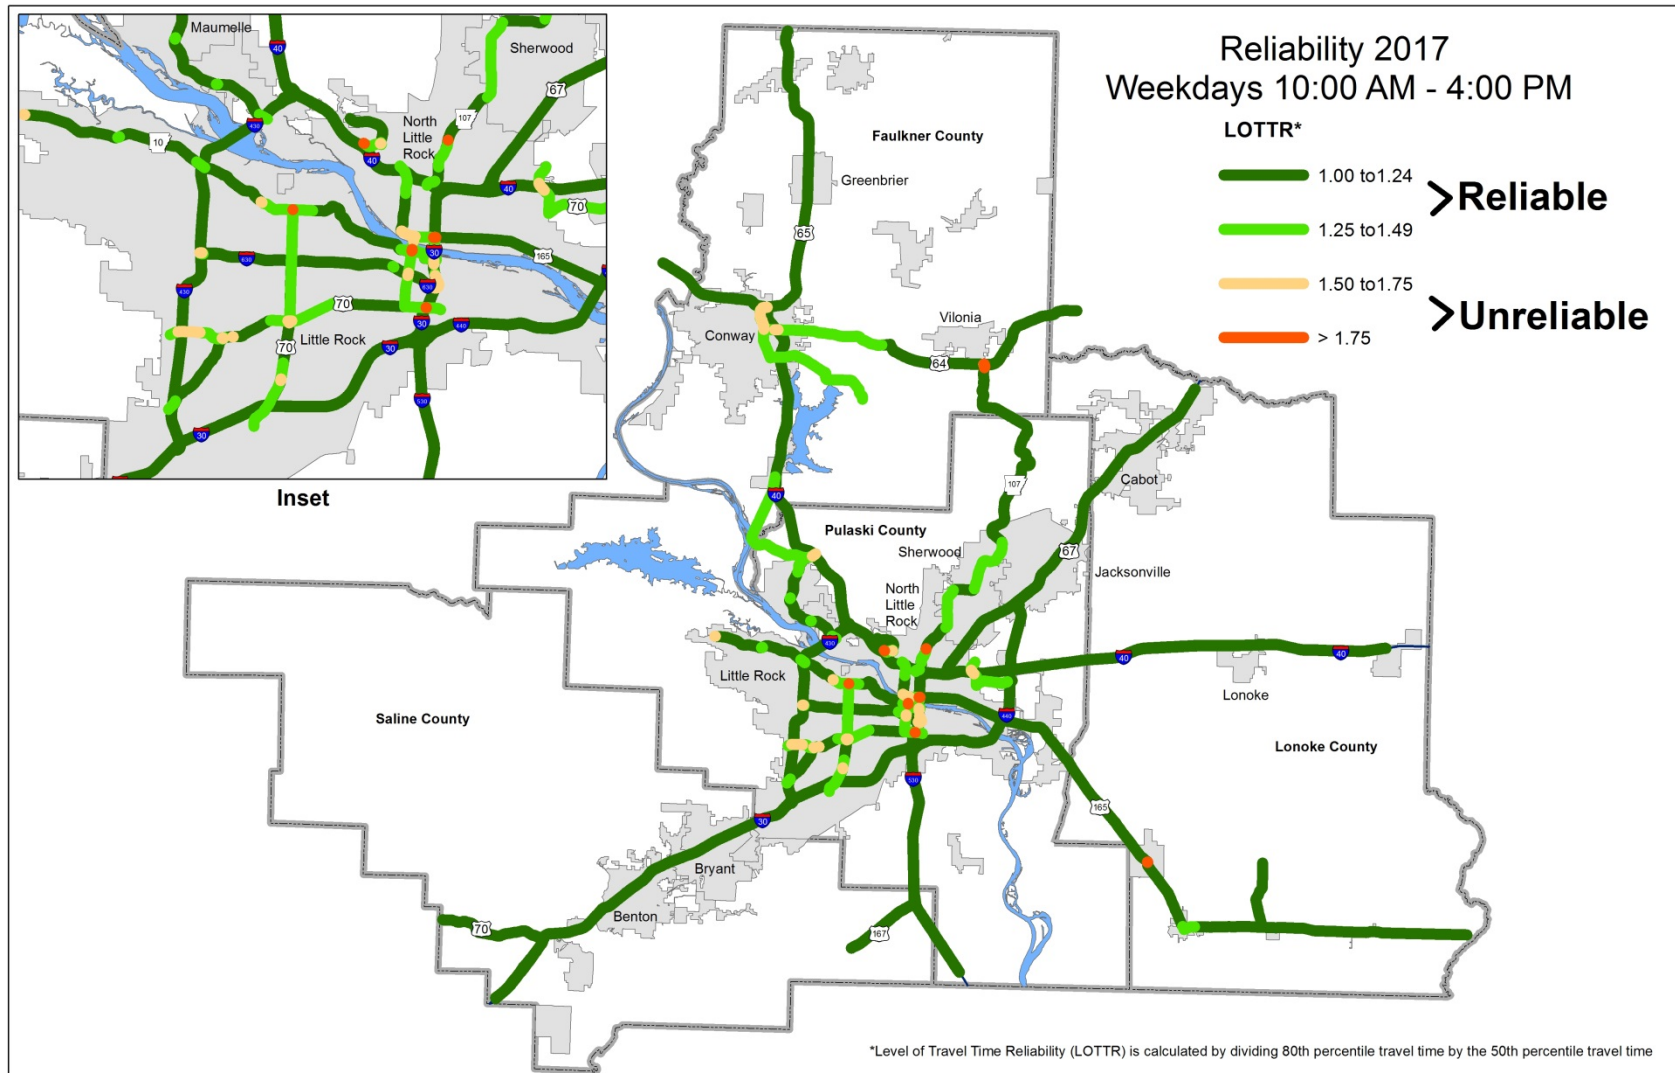 Reliability 2017
Weekdays 10:00 AM - 4:00 PM
LOTTR*
1.00 to1.24
1.25 to1.49
> Reliable
1.50 to1.75
> 1.75
> Unreliable
Maumelle
40
Sherwood
67
107
North
Little
Rock
430
10
40
40
70
165
30
630
630
430
70
Little Rock
70
30
440
30
530
30
Inset
Faulkner County
Greenbrier
65
Conway
Vilonia
64
107
Cabot
40
Pulaski County
Sherwood
67
Jacksonville
North
Little
Rock
430
40
40
Little Rock
Lonoke
Saline County
440
Lonoke County
530
165
30
Bryant
Benton
70
167
*Level of Travel Time Reliability (LOTTR) is calculated by dividing 80th percentile travel time by the 50th percentile travel time